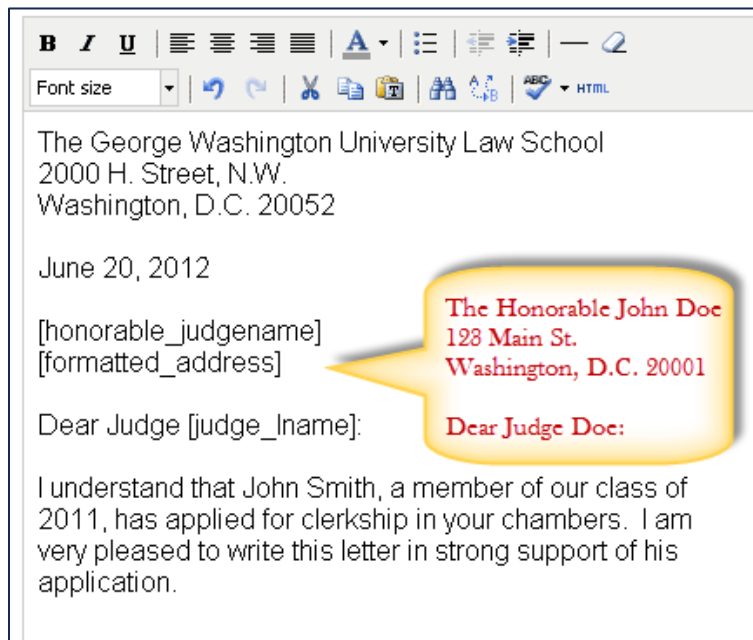 B I U A
Font size ABC HTML
The George Washington University Law School
2000 H. Street, N.W.
Washington, D.C. 20052
June 20, 2012
[honorable_judgename]
[formatted_address]
Dear Judge [judge_lname]:
The Honorable John Doe
123 Main St.
Washington, D.C. 20001
Dear Judge Doe:
I understand that John Smith, a member of our class of
2011, has applied for clerkship in your chambers.  I am
very pleased to write this letter in strong support of his
application.